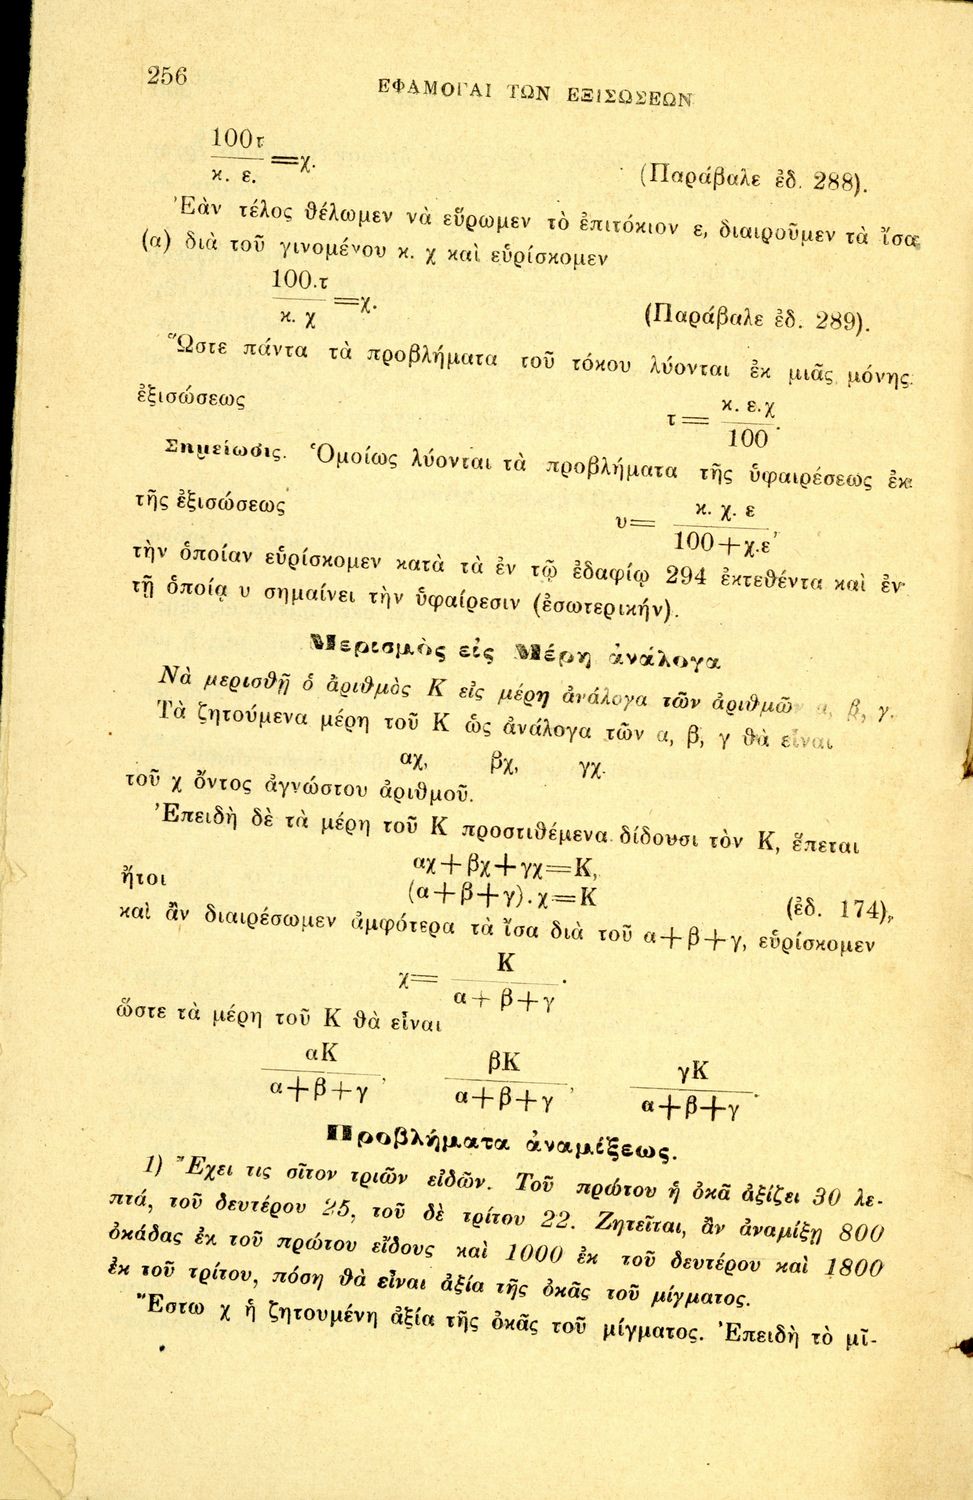 256
ΕΦΑΜΟΓΑΙ ΤΩΝ ΕΞΙΣΩΣΕΩΝ
100τ
κ. ε. =χ.
(Παράβαλε ἐδ. 288).
Ἐὰν τέλος θέλωμεν νὰ εὕρωμεν τὸ ἐπιτόκιον ε, διαιροῦμεν τὰ ἴσα
(α) διὰ τοῦ γινομένου κ. χ καὶ εὑρίσκομεν
100.τ
κ. χ =χ.
(Παράβαλε ἐδ. 289).
Ὥστε πάντα τὰ προβλήματα τοῦ τόκου λύονται ἐκ μιᾶς μόνης
ἐξισώσεως
τ= κ. ε.χ
100.
Σημείωσις. Ὁμοίως λύονται τὰ προβλήματα τῆς ὑφαιρέσεως ἐκ
τῆς ἐξισώσεως
υ= κ. χ. ε
100+χ.ε'
τὴν ὁποίαν εὑρίσκομεν κατὰ τὰ ἐν τῷ ἐδαφίῳ 294 ἐκτεθέντα καὶ ἐν
τῇ ὁποίᾳ υ σημαίνει τὴν ὑφαίρεσιν (ἐσωτερικήν).
Μερισμὸς εἰς Μέρη ἀνάλογα
Νὰ μερισθῇ ὁ ἀριθμὸς Κ εἰς μέρη ἀνάλογα τῶν ἀριθμῶν α, β, γ.
Τὰ ζητούμενα μέρη τοῦ Κ ὡς ἀνάλογα τῶν α, β, γ θὰ εἶναι
αχ, βχ, γχ.
τοῦ χ ὄντος ἀγνώστου ἀριθμοῦ.
Ἐπειδὴ δὲ τὰ μέρη τοῦ Κ προστιθέμενα δίδουσι τὸν Κ, ἕπεται
αχ+βχ+γχ=Κ,
ἤτοι (α+β+γ).χ=Κ (ἐδ. 174),
καὶ ἂν διαιρέσωμεν ἀμφότερα τὰ ἴσα διὰ τοῦ α+β+γ, εὑρίσκομεν
χ= Κ
α+β+γ.
ὥστε τὰ μέρη τοῦ Κ θὰ εἶναι
αΚ βΚ γΚ
α+β+γ, α+β+γ, α+β+γ.
Προβλήματα ἀναμίξεως.
1) Ἔχει τις σῖτον τριῶν εἰδῶν. Τοῦ πρώτου ἡ ὀκᾶ ἀξίζει 30 λε-
πτά, τοῦ δευτέρου 25, τοῦ δὲ τρίτου 22. Ζητεῖται, ἂν ἀναμίξῃ 800
ὀκάδας ἐκ τοῦ πρώτου εἴδους καὶ 1000 ἐκ τοῦ δευτέρου καὶ 1800
ἐκ τοῦ τρίτου, πόση θὰ εἶναι ἀξία τῆς ὀκᾶς τοῦ μίγματος.
Ἔστω χ ἡ ζητουμένη ἀξία τῆς ὀκᾶς τοῦ μίγματος. Ἐπειδὴ τὸ μῖ-